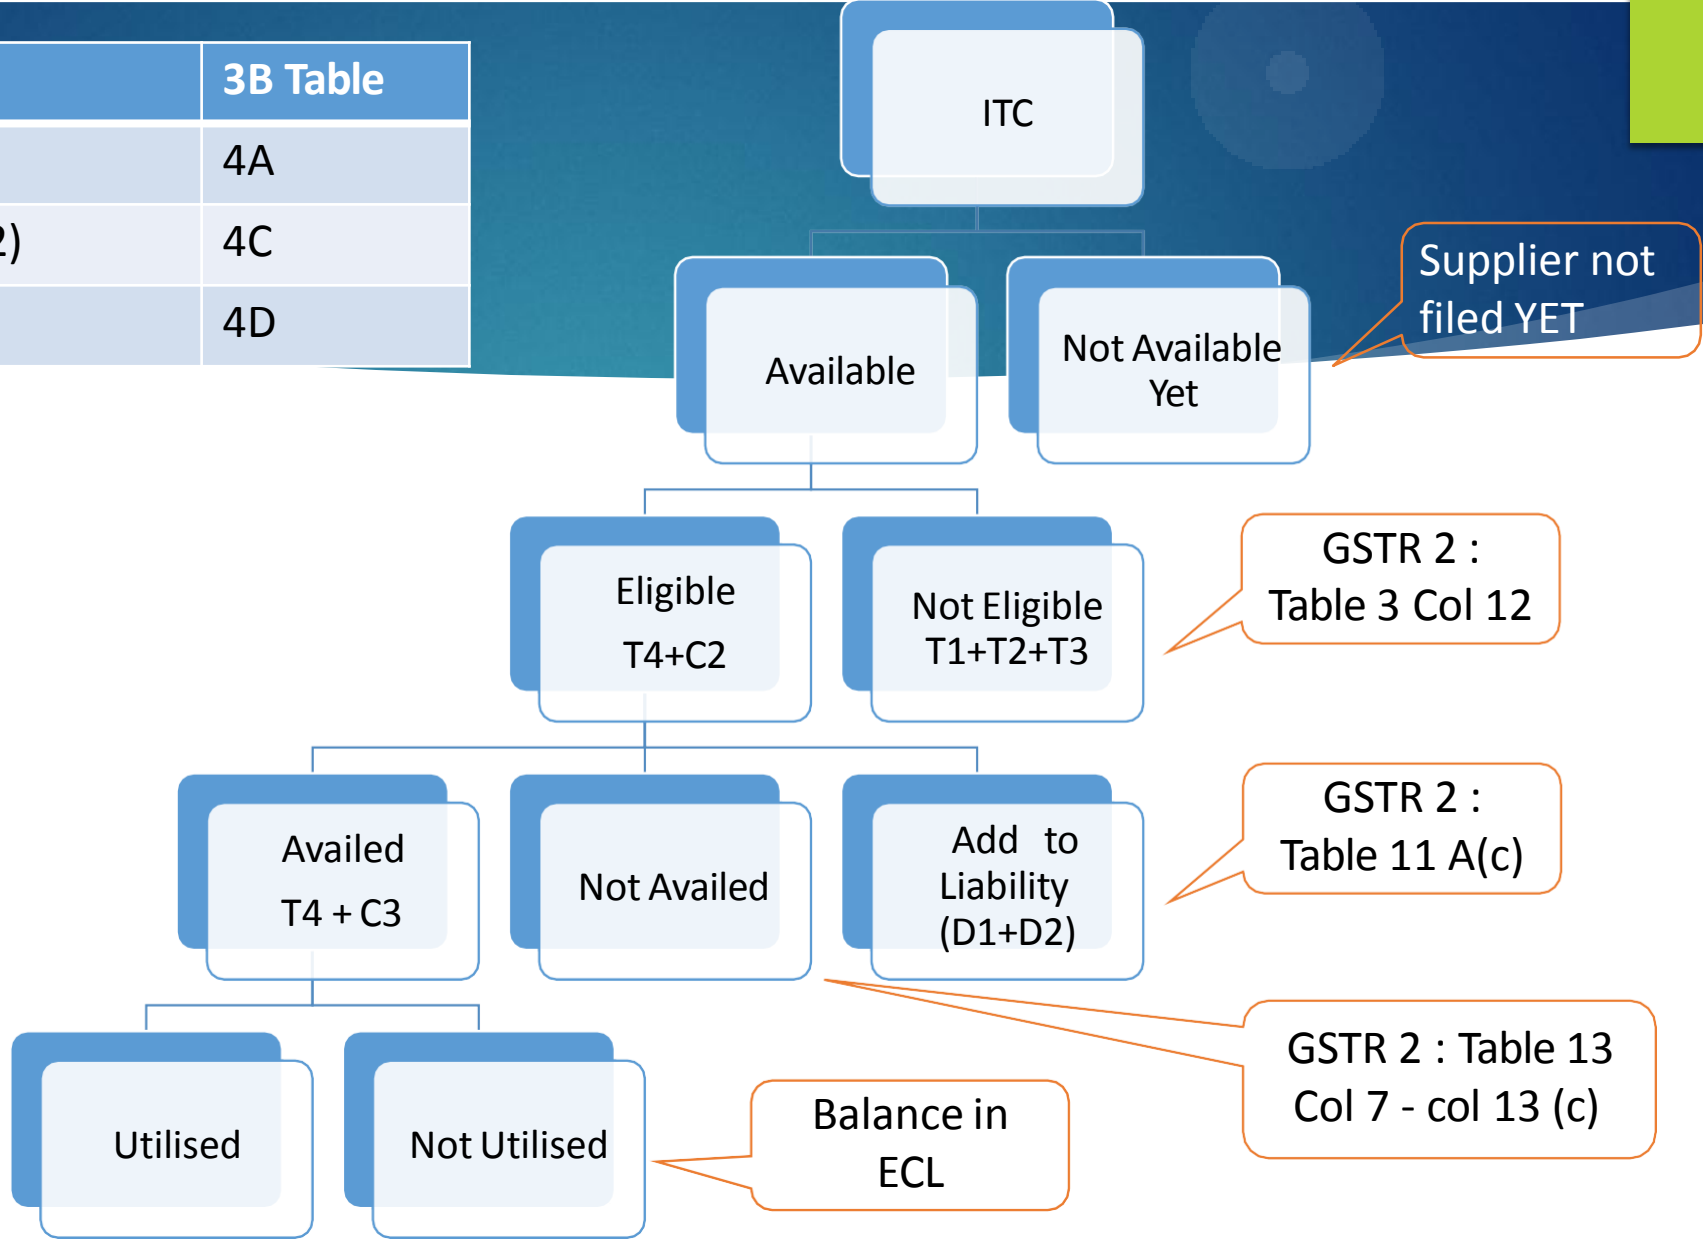 3B Table
4A
2)
4C
4D
ITC
Supplier not
filed YET
Available
Not Available
Yet
Eligible
T4+C2
Not Eligible
T1+T2+T3
GSTR 2 :
Table 3 Col 12
Availed
T4 + C3
Not Availed
Add to
Liability
(D1+D2)
GSTR 2 :
Table 11 A(c)
GSTR 2 : Table 13
Col 7 - col 13 (c)
Utilised
Not Utilised
Balance in
ECL